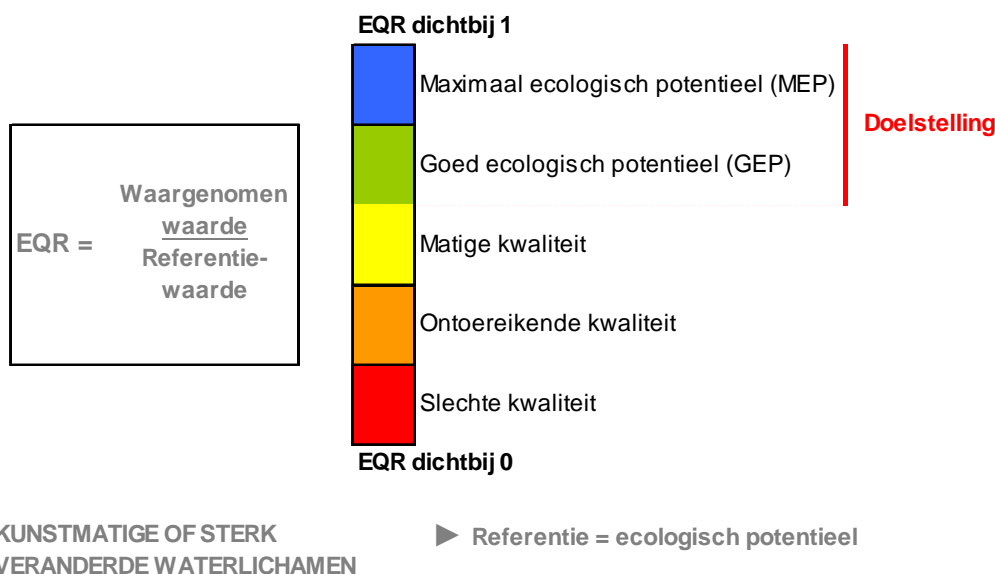 EQR dichtbij 1
Maximaal ecologisch potentieel (MEP)
Doelstelling
Goed ecologisch potentieel (GEP)
Waargenomen
waarde
EQR =
Referentie-
waarde
Matige kwaliteit
Ontoereikende kwaliteit
Slechte kwaliteit
EQR dichtbij 0
KUNSTMATIGE OF STERK
VERANDERDE WATERLICHAMEN
► Referentie = ecologisch potentieel